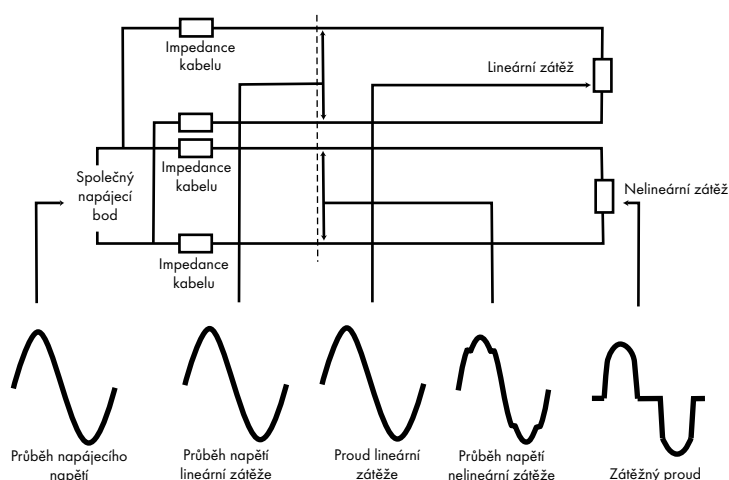 Impedance
kabelu
Lineární zátěž
Impedance
kabelu
Společný
napájecí
bod
Nelineární zátěž
Impedance
kabelu
Průběh napájecího
napětí
Průběh napětí
lineární zátěže
Proud lineární
zátěže
Průběh napětí
nelineární zátěže
Zátěžný proud